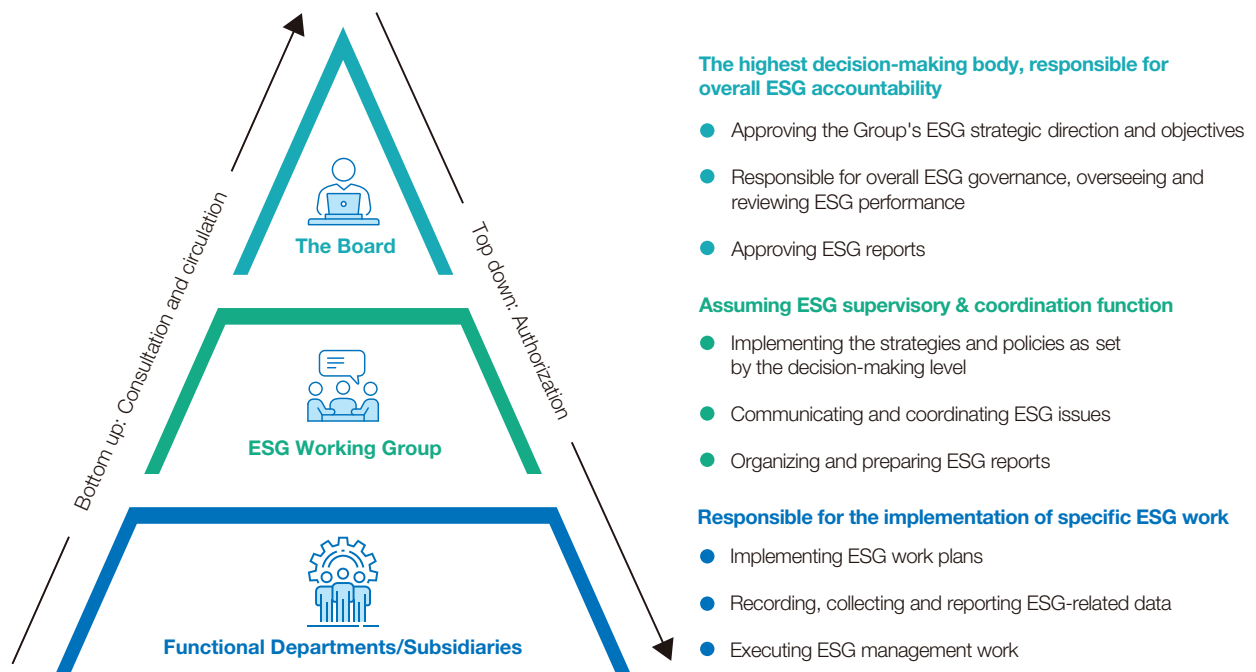 Bottom up: Consultation and circulation
Top down: Authorization
The Board
ESG Working Group
Functional Departments/Subsidiaries
The highest decision-making body, responsible for
overall ESG accountability
Approving the Group's ESG strategic direction and objectives
Responsible for overall ESG governance, overseeing and
reviewing ESG performance
Approving ESG reports
Assuming ESG supervisory & coordination function
Implementing the strategies and policies as set
by the decision-making level
Communicating and coordinating ESG issues
Organizing and preparing ESG reports
Responsible for the implementation of specific ESG work
Implementing ESG work plans
Recording, collecting and reporting ESG-related data
Executing ESG management work